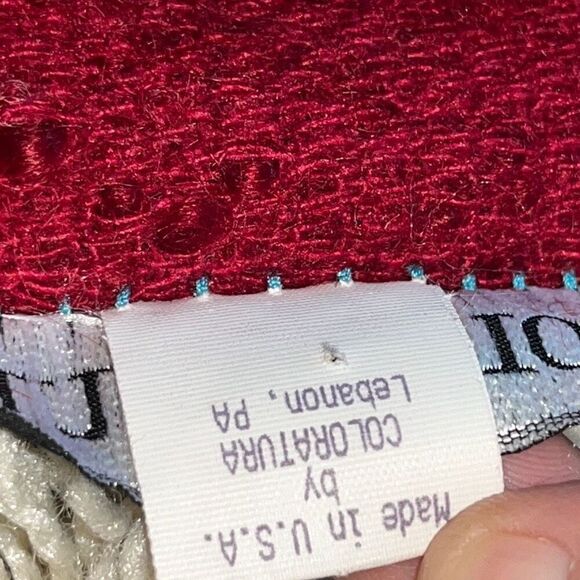 Made in U.S.A.
by
COLORATURA
Lebanon, PA